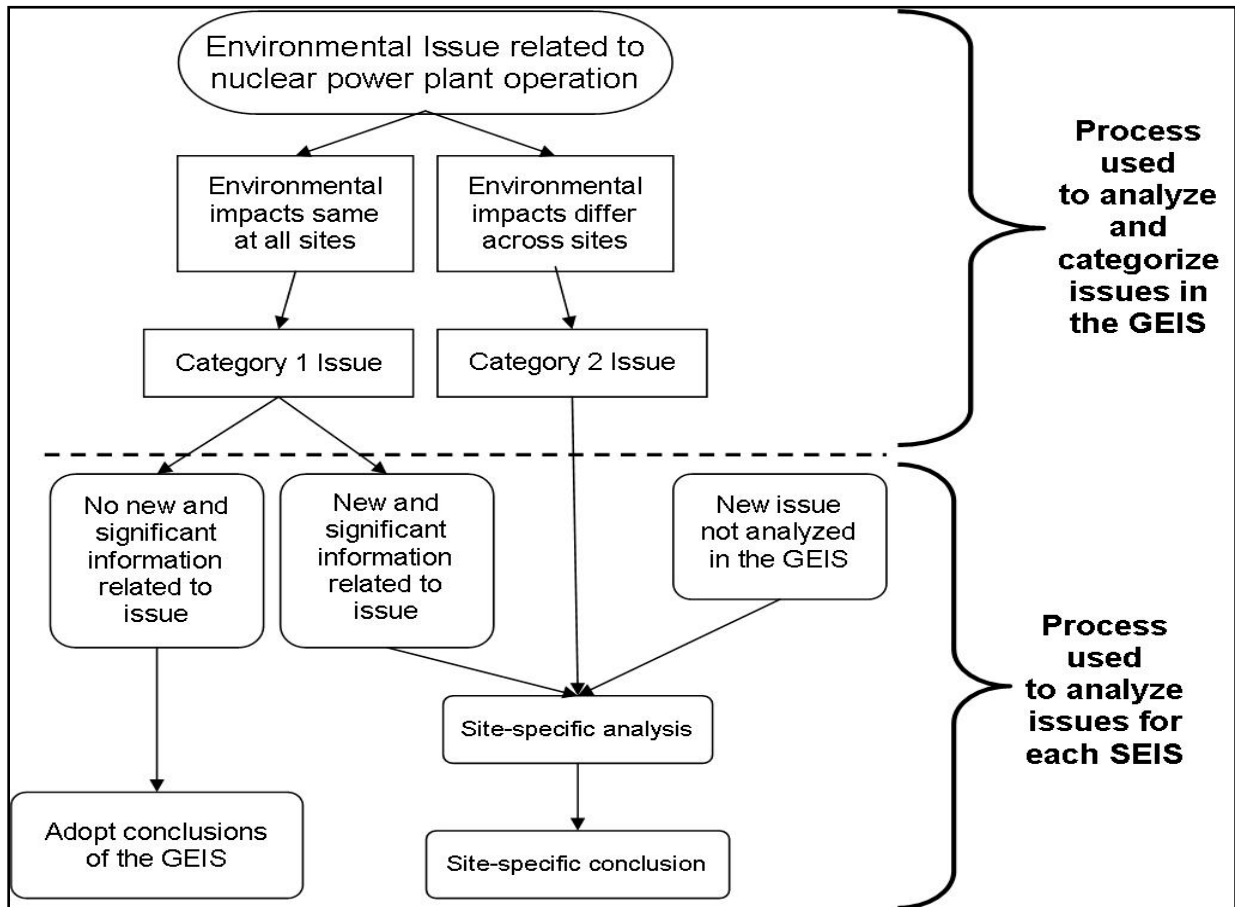 Environmental Issue related to
nuclear power plant operation
Environmental
impacts same
at all sites
Environmental
impacts differ
across sites
Category 1 Issue
Category 2 Issue
Process
used
to analyze
and
categorize
issues in
the GEIS
No new and
significant
information
related to
issue
New and
significant
information
related to
issue
New issue
not analyzed
in the GEIS
Site-specific analysis
Adopt conclusions
of the GEIS
Site-specific conclusion
Process
used
to analyze
issues for
each SEIS